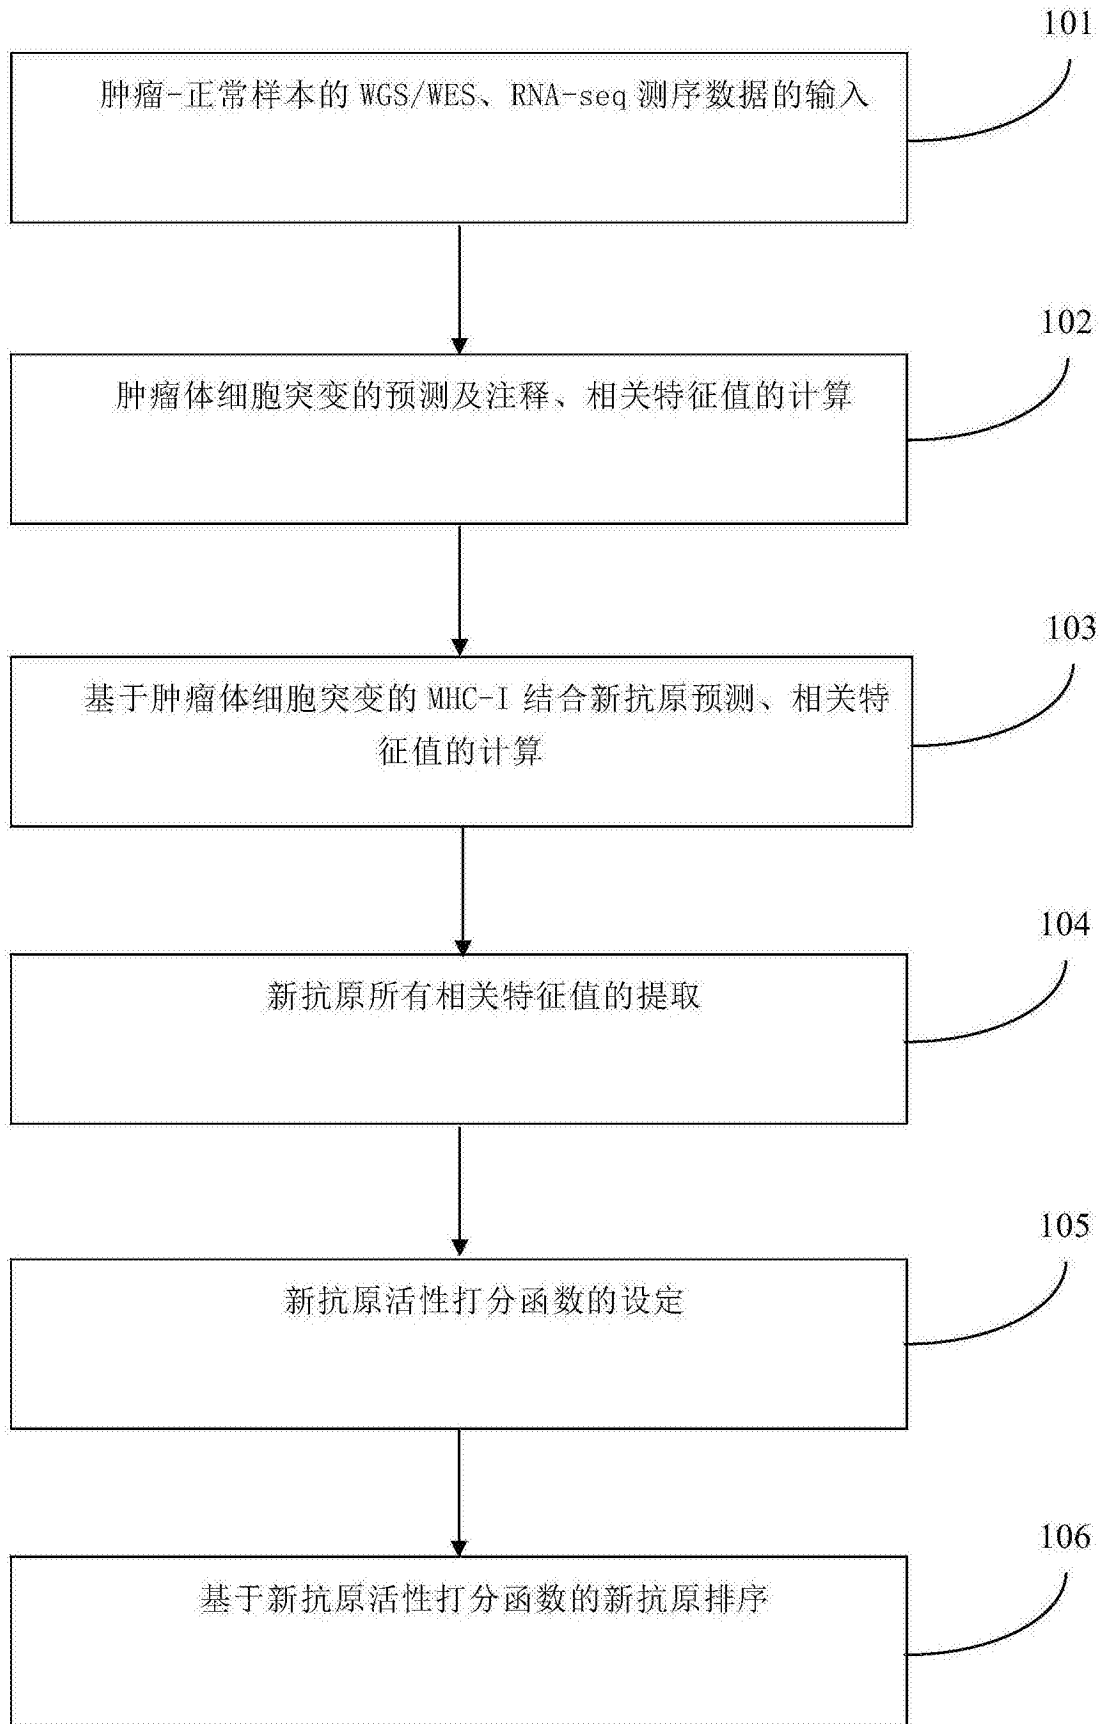 101
肿瘤-正常样本的 WGS/WES、RNA-seq 测序数据的输入
102
肿瘤体细胞突变的预测及注释、相关特征值的计算
103
基于肿瘤体细胞突变的 MHC-I 结合新抗原预测、相关特
征值的计算
104
新抗原所有相关特征值的提取
105
新抗原活性打分函数的设定
106
基于新抗原活性打分函数的新抗原排序